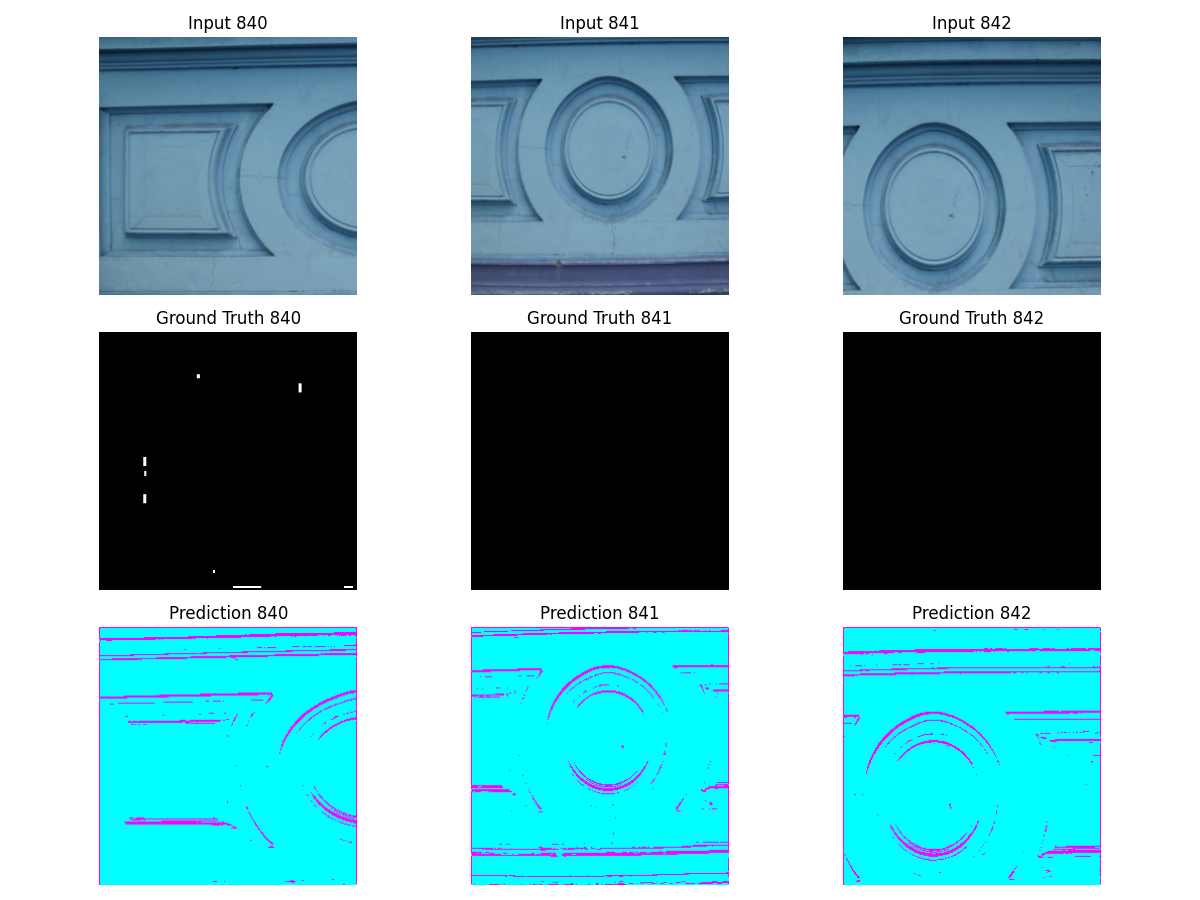 Input 840
Input 841
Input 842
Ground Truth 840
Ground Truth 841
Ground Truth 842
Prediction 840
Prediction 841
Prediction 842